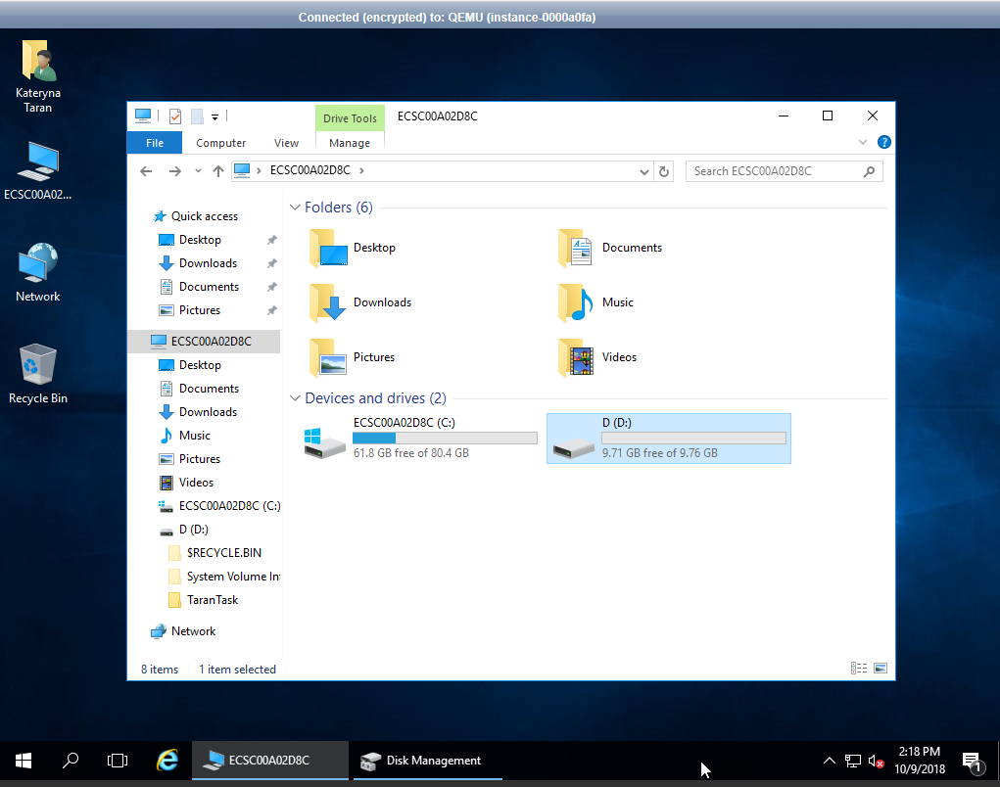 Connected (encrypted) to: QEMU (instance-0000a0fa)
Kateryna
Taran
ECSC00A02...
Network
Recycle Bin
Drive Tools
ECSC00A02D8C
File
Computer
View
Manage
ECSC00A02D8C
Search ECSC00A02D8C
Quick access
Desktop
Downloads
Documents
Pictures
ECSC00A02D8C
Desktop
Documents
Downloads
Music
Pictures
Videos
ECSC00A02D8C (C:)
D (D:)
$RECYCLE.BIN
System Volume Inf
TaranTask
Network
Folders (6)
Desktop
Documents
Downloads
Music
Pictures
Videos
Devices and drives (2)
ECSC00A02D8C (C:)
61.8 GB free of 80.4 GB
D (D:)
9.71 GB free of 9.76 GB
8 items
1 item selected
ECSC00A02D8C
Disk Management
2:18 PM
10/9/2018
1